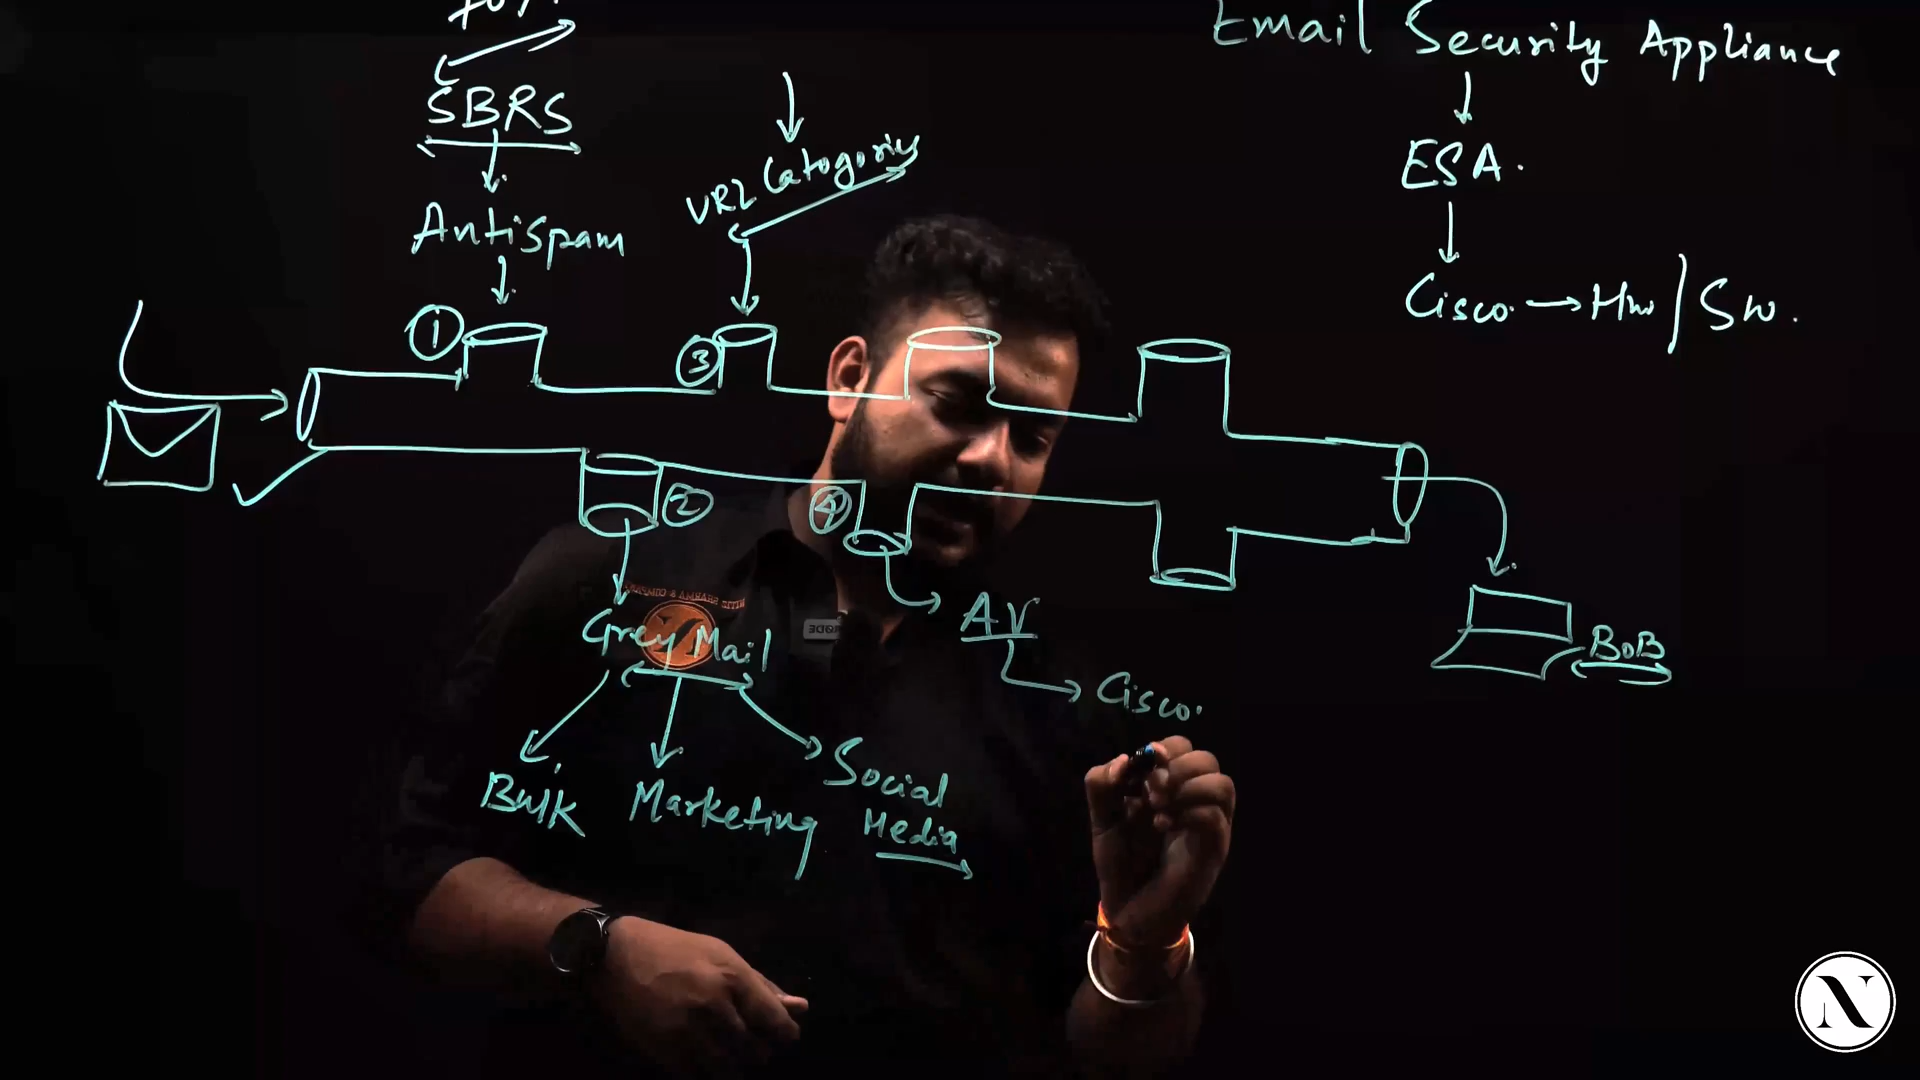 Email Security Appliance
SBRS
ESA.
URL Catogories
Antispam
Cisco. → Hw / Sw.
1
3
2
4
Grey Mail
AV
BOB
Cisco.
Bulk
Marketing
Social
Media
N